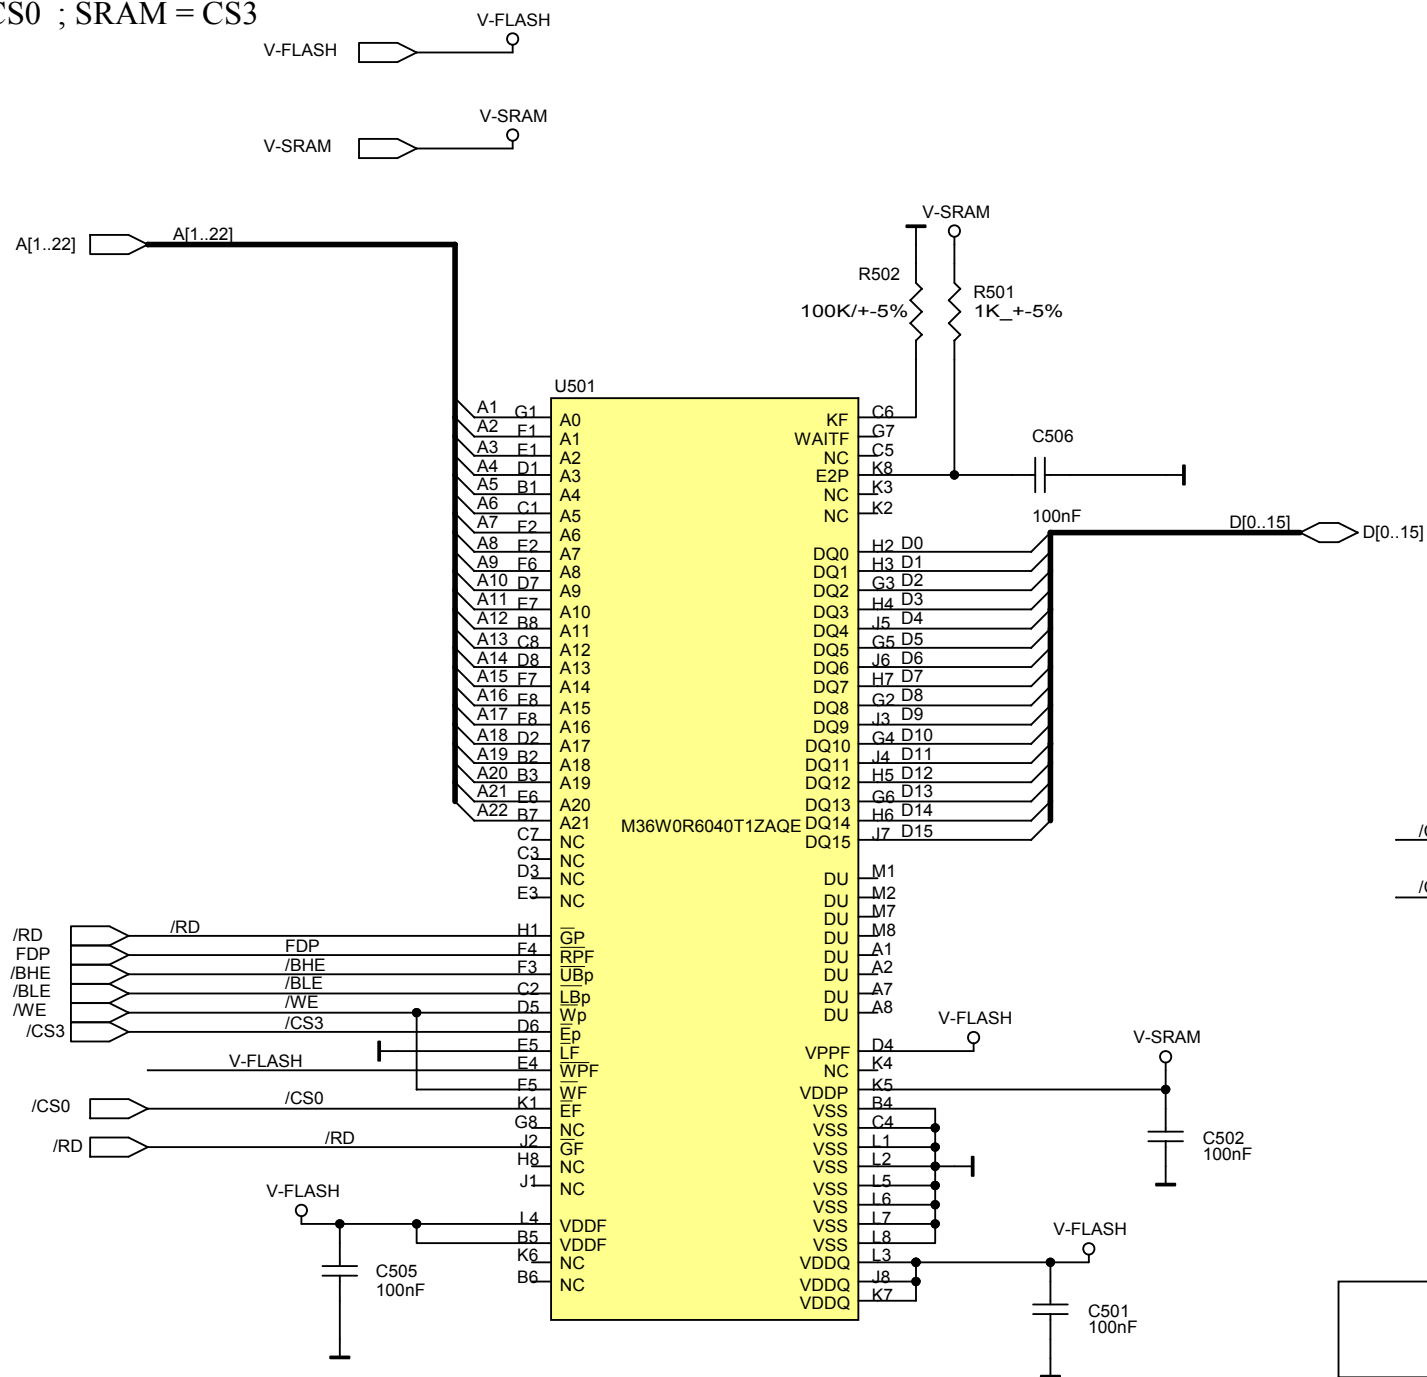 CS0 ; SRAM = CS3
V-FLASH
V-FLASH
V-SRAM
V-SRAM
A[1..22]
A[1..22]
V-SRAM
R502
100K/+-5%
R501
1K_+-5%
U501
A1 G1 A0
A2 F1 A1
A3 E1 A2
A4 D1 A3
A5 B1 A4
A6 C1 A5
A7 F2 A6
A8 E2 A7
A9 F6 A8
A10 D7 A9
A11 E7 A10
A12 B8 A11
A13 C8 A12
A14 D8 A13
A15 F7 A14
A16 E8 A15
A17 F8 A16
A18 D2 A17
A19 B2 A18
A20 B3 A19
A21 E6 A20
A22 B7 A21
C7 NC
C3 NC
D3 NC
E3 NC
/RD /RD H1 GP
FDP FDP F4 RPF
/BHE /BHE F3 UBp
/BLE /BLE C2 LBp
/WE /WE D5 Wp
/CS3 /CS3 D6 Ep
E5 LF
V-FLASH E4 WPF
F5 WF
/CS0 /CS0 K1 EF
G8 NC
/RD /RD J2 GF
H8 NC
J1 NC
V-FLASH
L4 VDDF
B5 VDDF
K6 NC
B6 NC
C505
100nF
M36W0R6040T1ZAQE
KF C6
WAITF G7
NC C5
E2P K8
NC K3
NC K2
C506
100nF
D[0..15]
D[0..15]
DQ0 H2 D0
DQ1 H3 D1
DQ2 G3 D2
DQ3 H4 D3
DQ4 J5 D4
DQ5 G5 D5
DQ6 J6 D6
DQ7 H7 D7
DQ8 G2 D8
DQ9 J3 D9
DQ10 G4 D10
DQ11 J4 D11
DQ12 H5 D12
DQ13 G6 D13
DQ14 H6 D14
DQ15 J7 D15
DU M1
DU M2
DU M7
DU M8
DU A1
DU A2
DU A7
DU A8
V-FLASH
VPPF D4
NC K4
VDDP K5
VSS B4
VSS C4
VSS L1
VSS L2
VSS L5
VSS L6
VSS L7
VSS L8
VDDQ L3
VDDQ J8
VDDQ K7
V-SRAM
C502
100nF
V-FLASH
C501
100nF